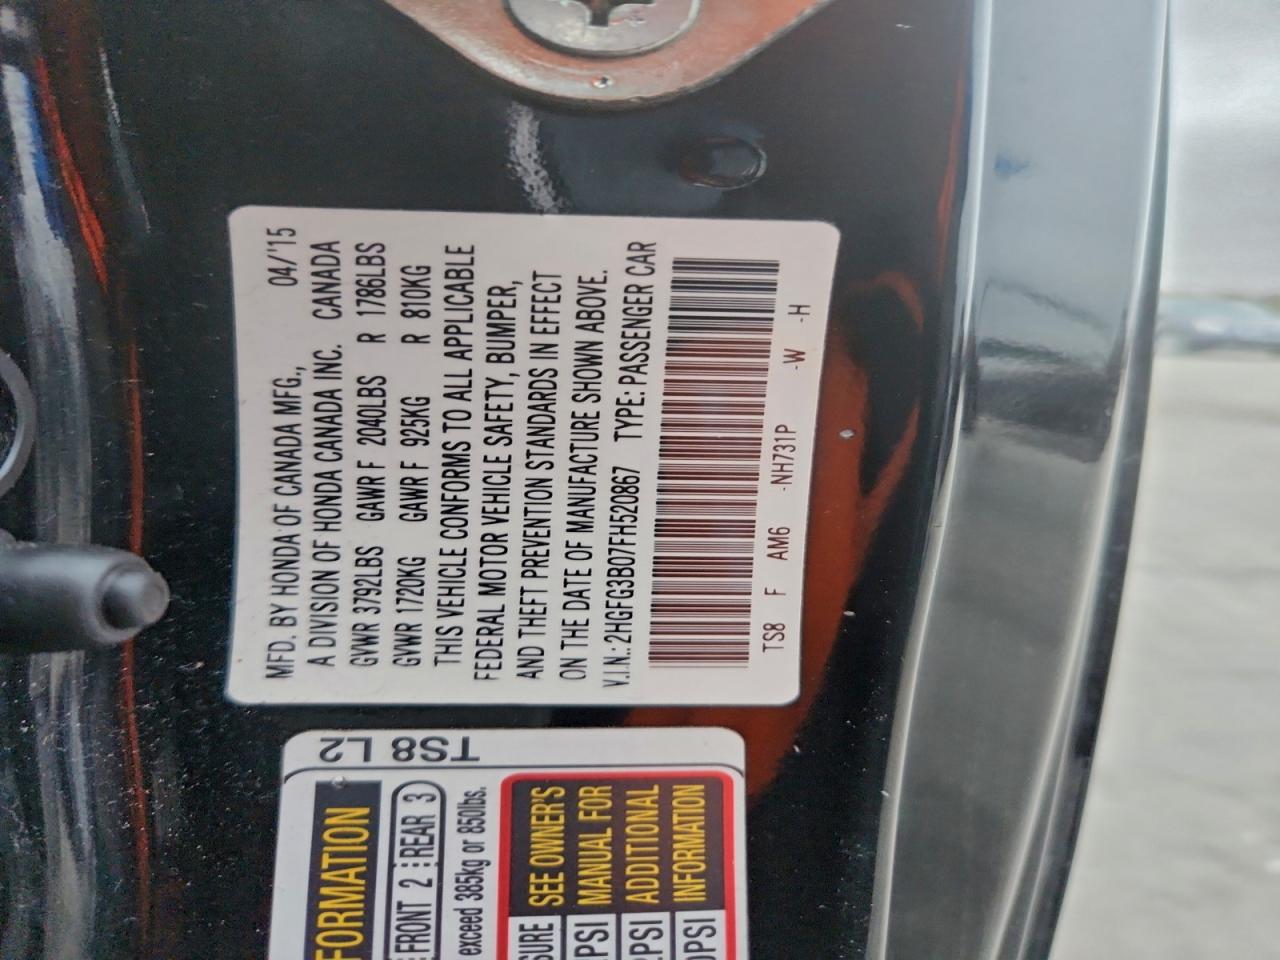 MFD. BY HONDA OF CANADA MFG., 04/'15
A DIVISION OF HONDA CANADA INC. CANADA
GVWR 3792LBS GAWR F 2040LBS R 1786LBS
GVWR 1720KG GAWR F 925KG R 810KG
THIS VEHICLE CONFORMS TO ALL APPLICABLE
FEDERAL MOTOR VEHICLE SAFETY, BUMPER,
AND THEFT PREVENTION STANDARDS IN EFFECT
ON THE DATE OF MANUFACTURE SHOWN ABOVE.
V.I.N.: 2HGFG3B07FH520867 TYPE: PASSENGER CAR
TS8 F AM6 -NH731P -W -H
TS8 L2
FORMATION
FRONT 2 REAR 3
exceed 385kg or 850lbs.
SEE OWNER'S
MANUAL FOR
ADDITIONAL
INFORMATION
PSI
PSI
PSI